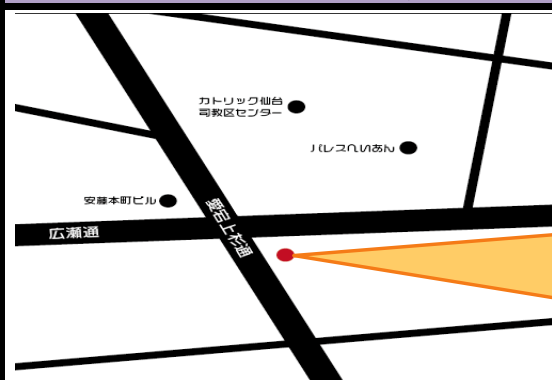 カトリック仙台
司教区センター
パレスへいあん
安藤本町ビル
愛宕上杉通
広瀬通